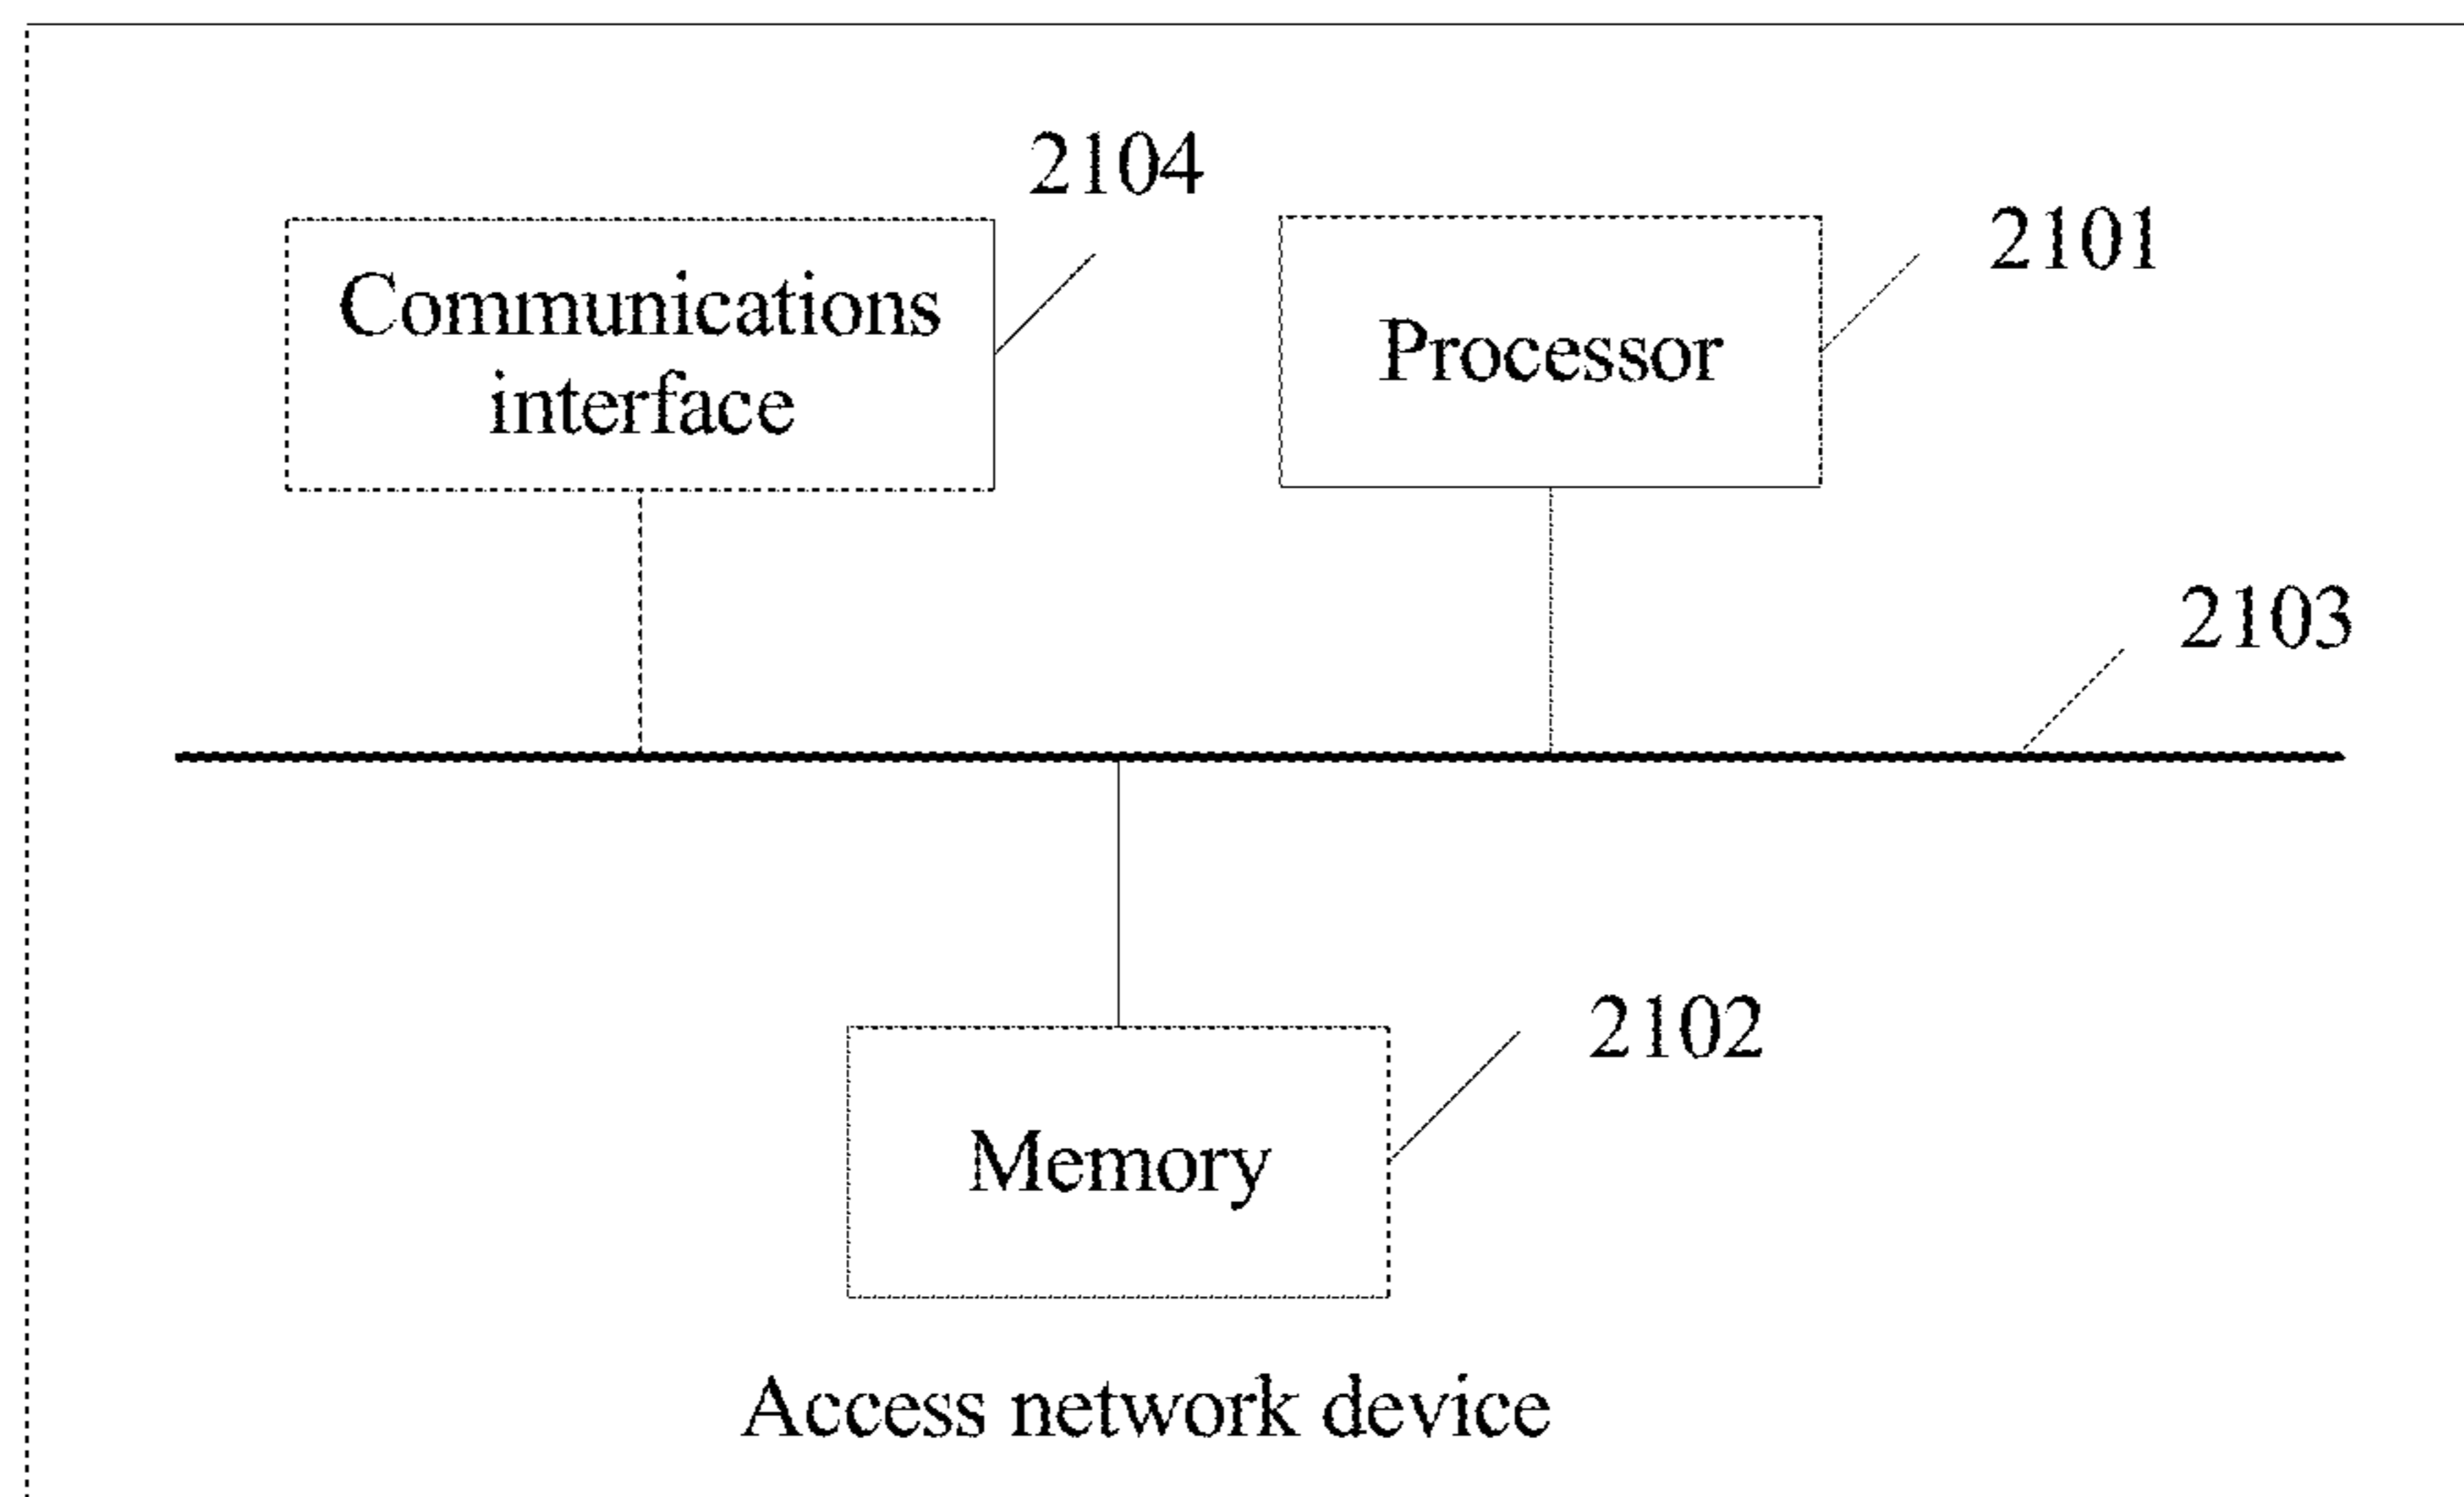 2104
2101
Communications
interface
Processor
2103
2102
Memory
Access network device